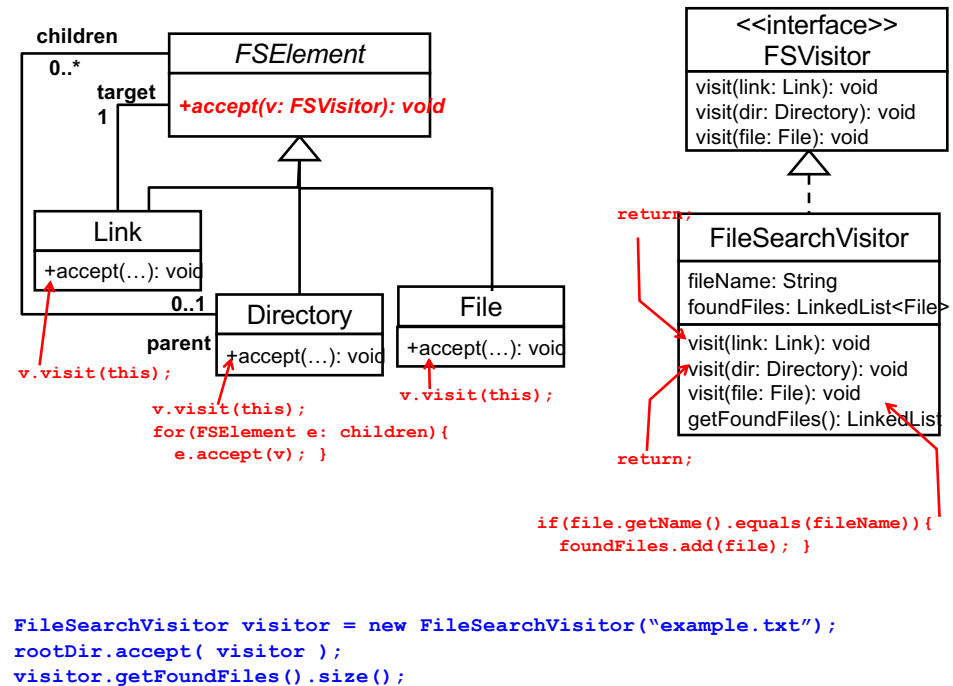 children
0..*
target
1
FSElement
+accept(v: FSVisitor): void
<<interface>>
FSVisitor
visit(link: Link): void
visit(dir: Directory): void
visit(file: File): void
Link
+accept(…): void
0..1
parent
Directory
+accept(…): void
File
+accept(…): void
v.visit(this);
v.visit(this);
for(FSElement e: children){
e.accept(v); }
v.visit(this);
return;
FileSearchVisitor
fileName: String
foundFiles: LinkedList<File>
visit(link: Link): void
visit(dir: Directory): void
visit(file: File): void
getFoundFiles(): LinkedList
return;
if(file.getName().equals(fileName)){
foundFiles.add(file); }
FileSearchVisitor visitor = new FileSearchVisitor(“example.txt”);
rootDir.accept( visitor );
visitor.getFoundFiles().size();